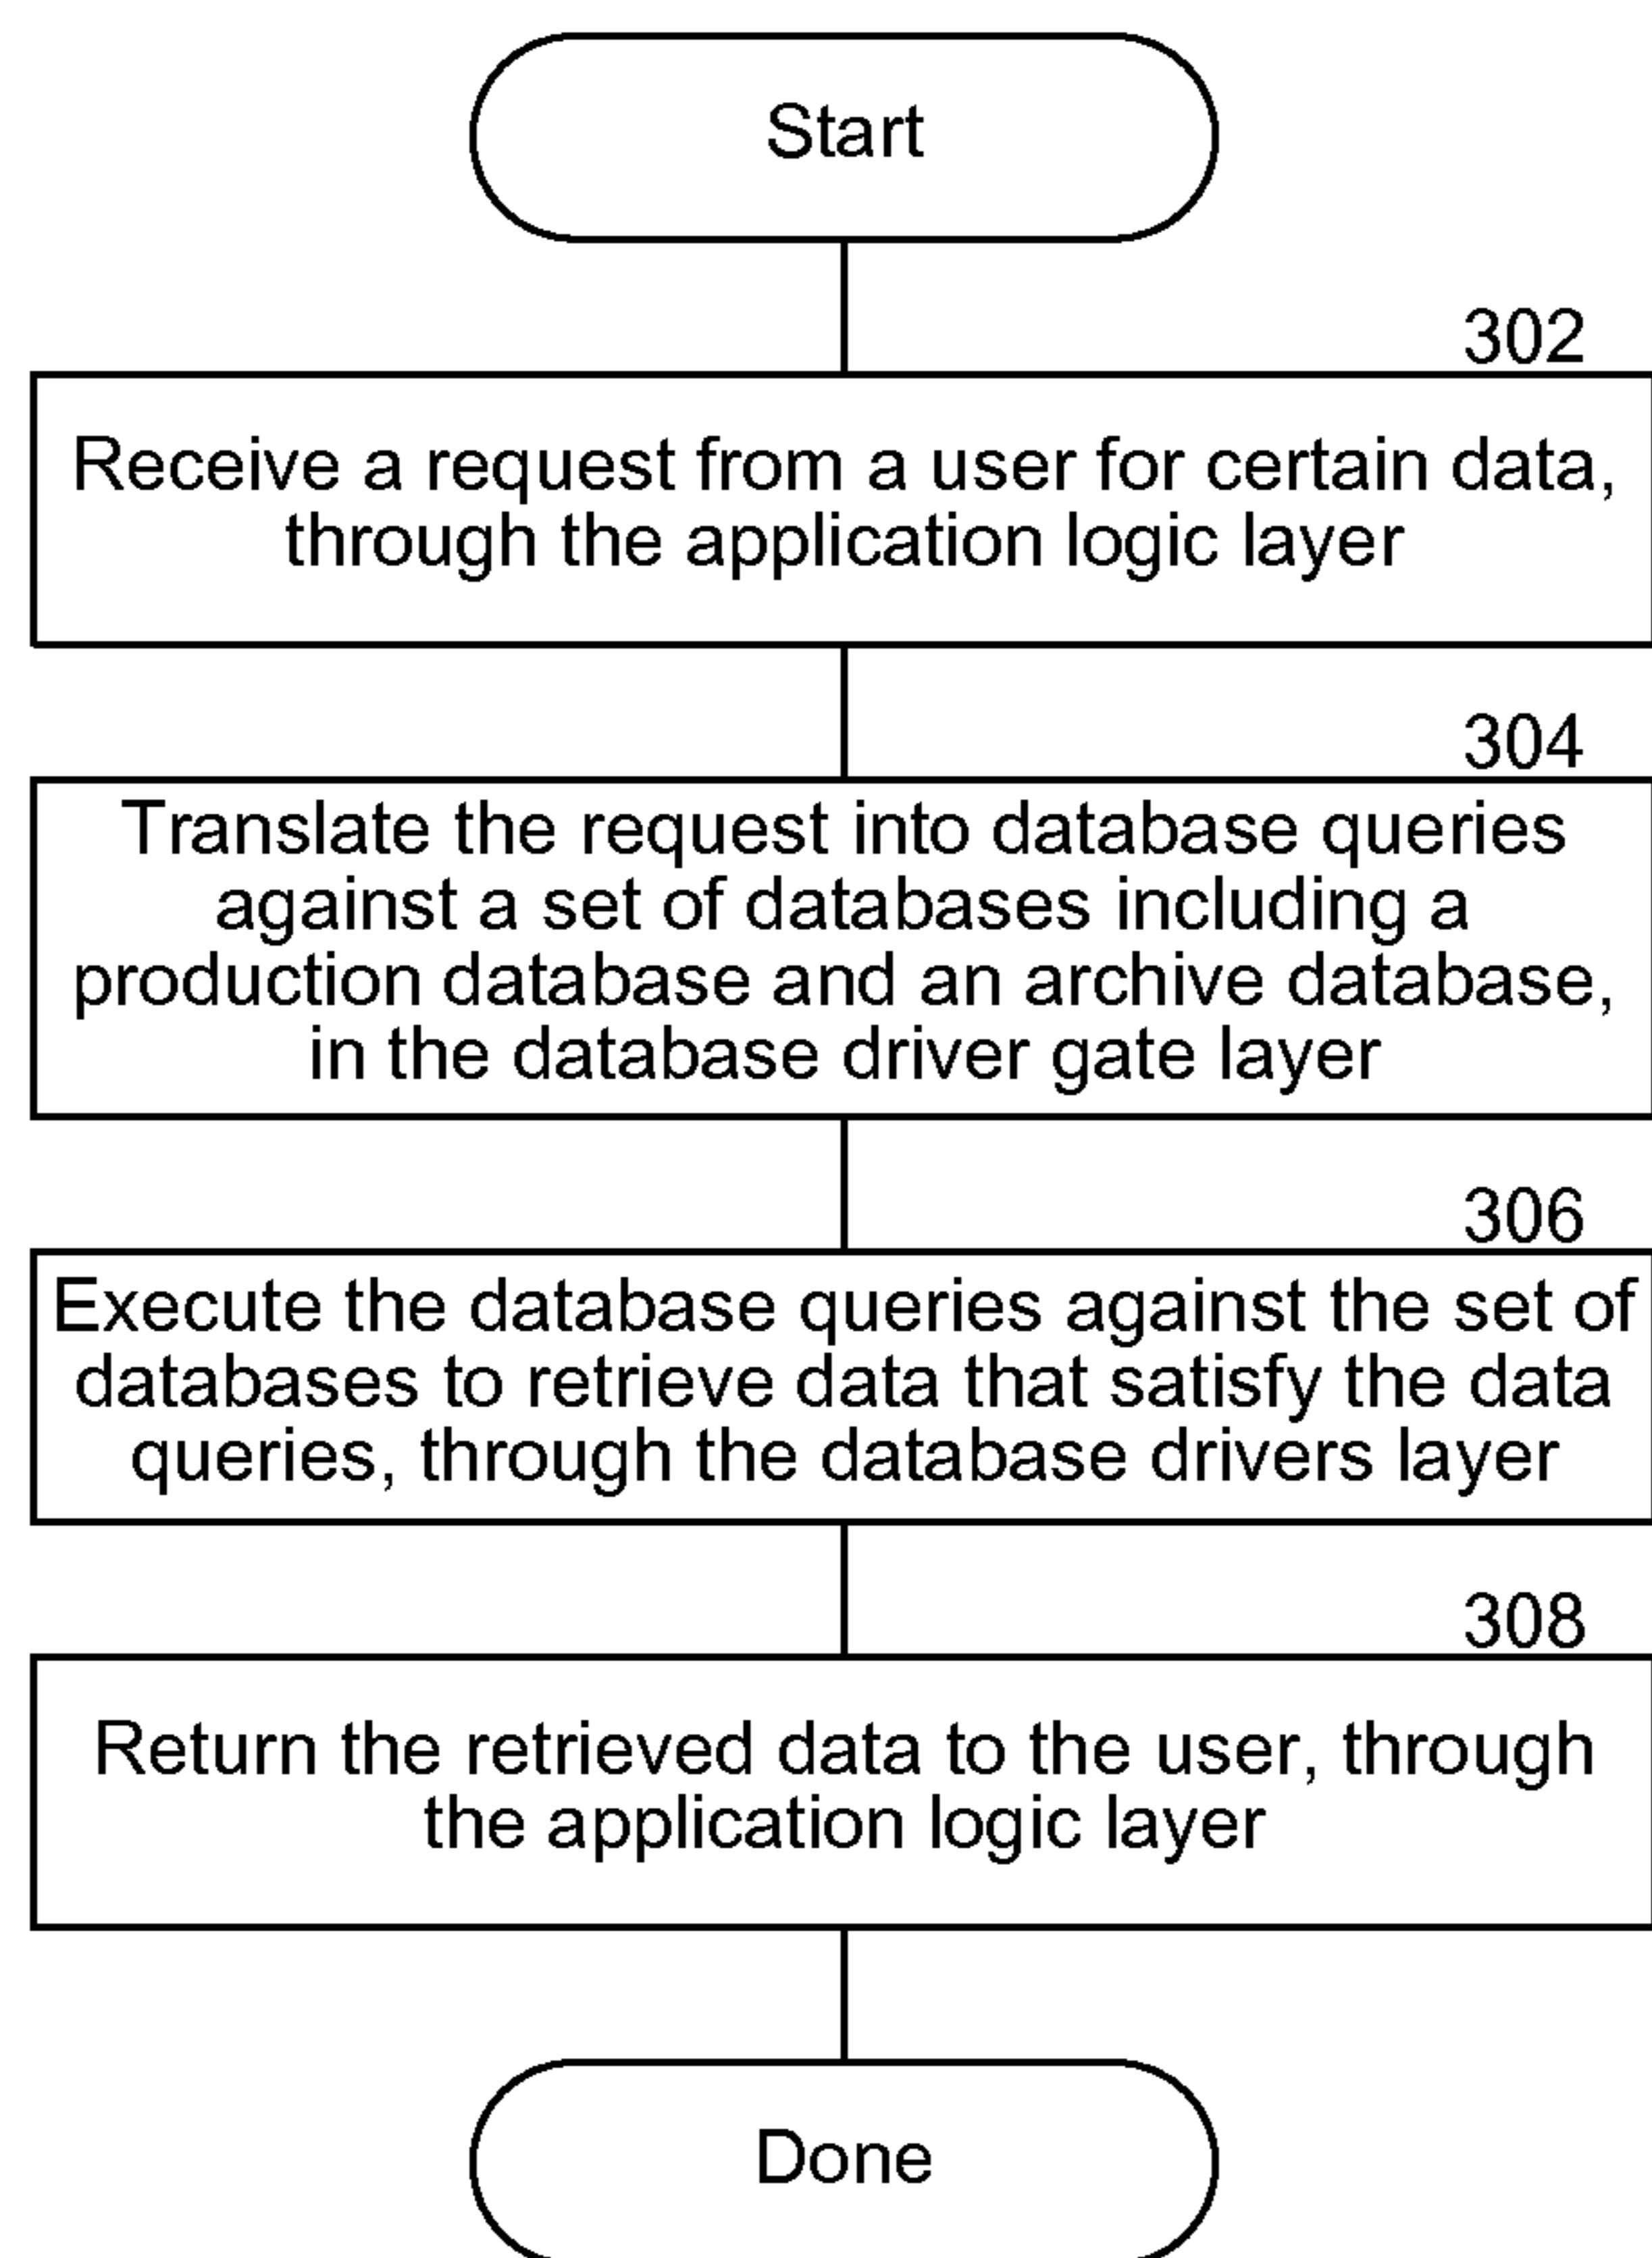 Start
302
Receive a request from a user for certain data,
through the application logic layer
304
Translate the request into database queries
against a set of databases including a
production database and an archive database,
in the database driver gate layer
306
Execute the database queries against the set of
databases to retrieve data that satisfy the data
queries, through the database drivers layer
308
Return the retrieved data to the user, through
the application logic layer
Done